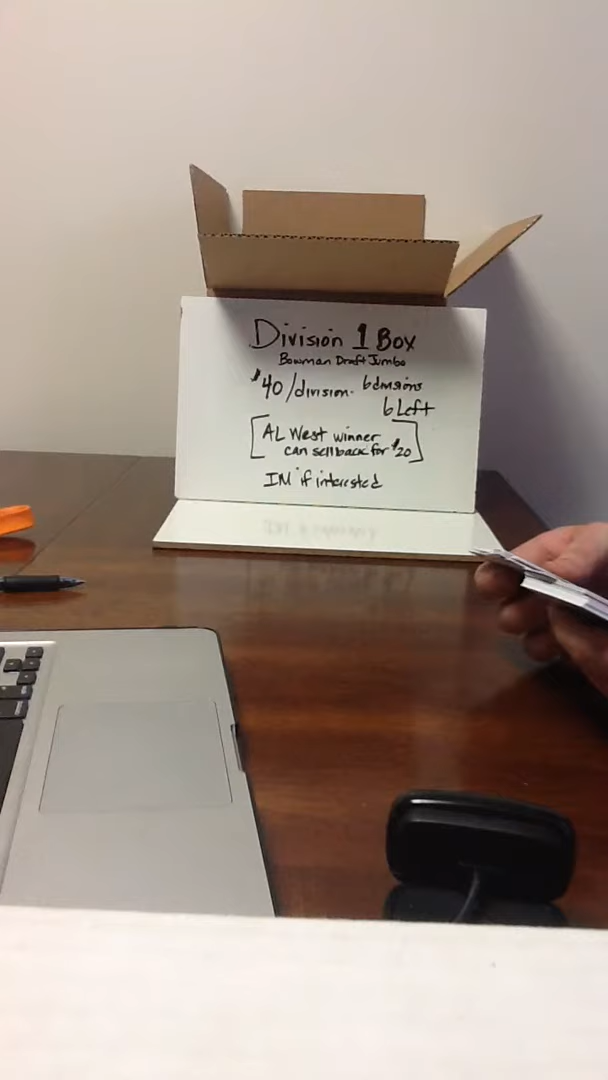 Division 1 Box
Bowman Draft Jumbo
$40/division- 6 divisions
6 Left
[AL West winner
can sell back for $20]
IM if interested